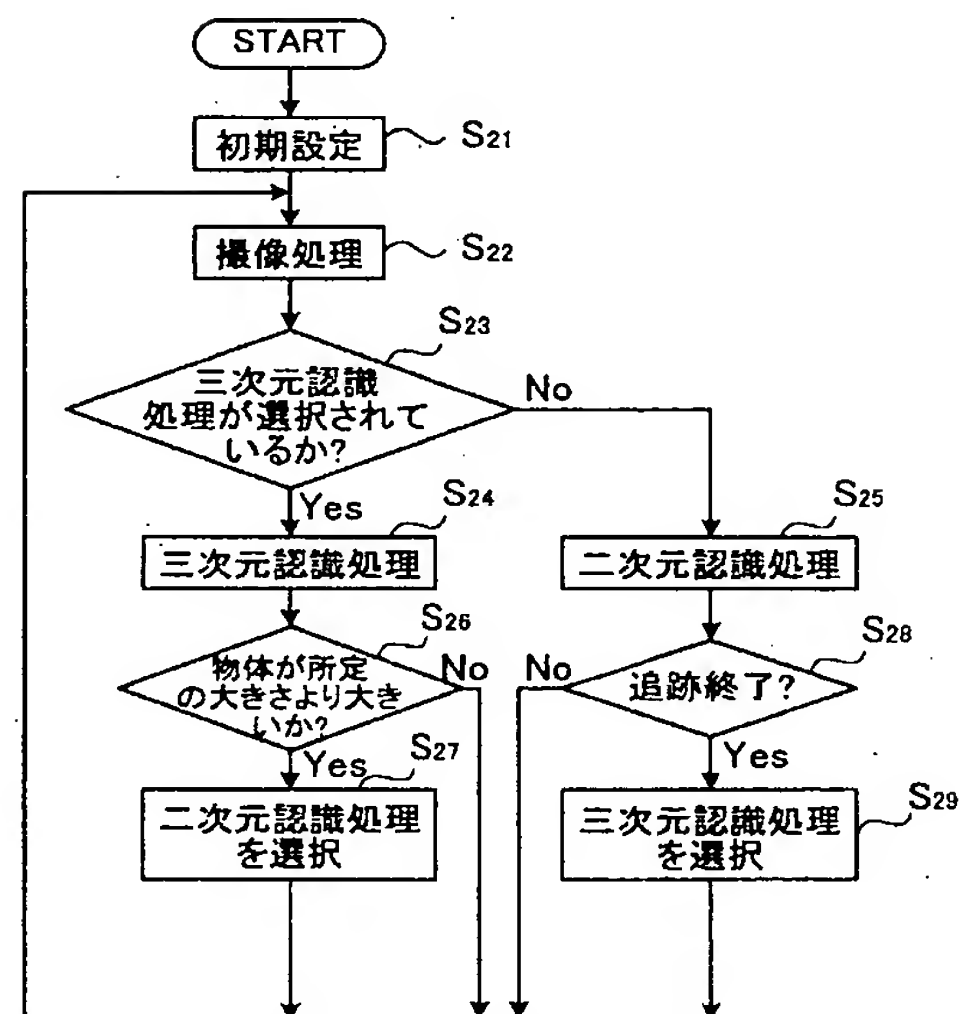 START
初期設定
S21
撮像処理
S22
S23
三次元認識
処理が選択されて
いるか?
No
Yes
S24
三次元認識処理
S25
二次元認識処理
S26
物体が所定
の大きさより大き
いか?
No
Yes
S27
二次元認識処理
を選択
S28
追跡終了?
No
Yes
S29
三次元認識処理
を選択